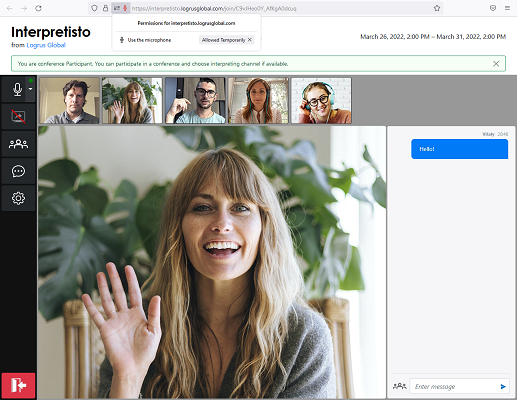 https://interpretisto.logrusglobal.com/join/C9vIHeo0Y_AfKgA0dcuq
Permissions for interpretisto.logrusglobal.com
Use the microphone
Allowed Temporarily
Interpretisto
from Logrus Global
March 26, 2022, 2:00 PM – March 31, 2022, 2:00 PM
You are conference Participant. You can participate in a conference and choose interpreting channel if available.
Vitaly 20:46
Hello!
Enter message